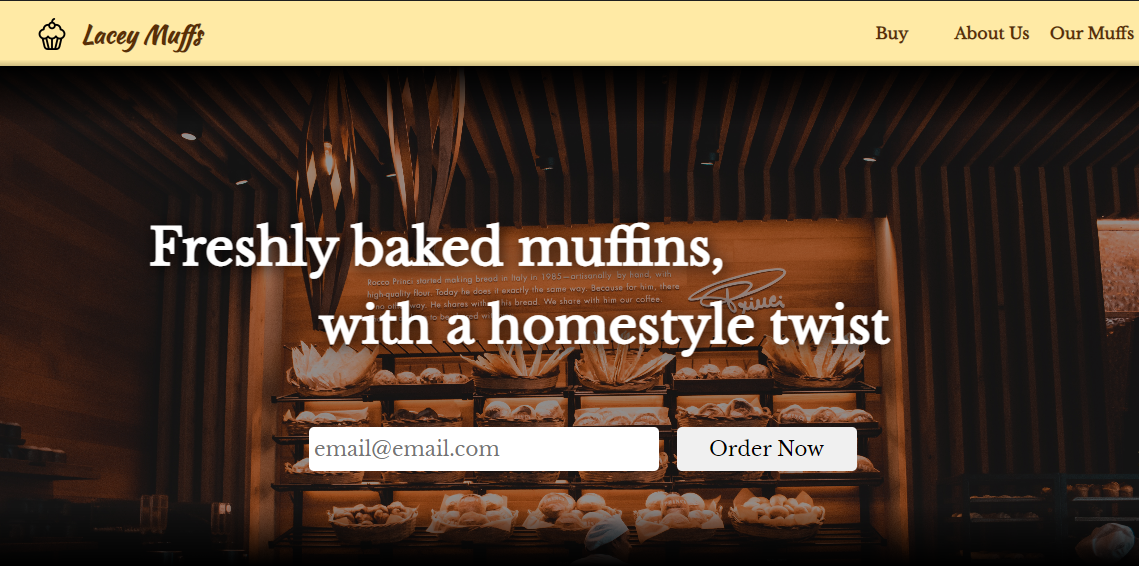 Lacey Muffs
Buy About Us Our Muffs
Freshly baked muffins,
Rocco Princi started making bread in Italy in 1985—artisanally, by hand, with
high-quality flour. Today he does it exactly the same way. Because for him, there
no way. He shares with this bread. We share with him our coffee.
Princi
with a homestyle twist
email@email.com
Order Now